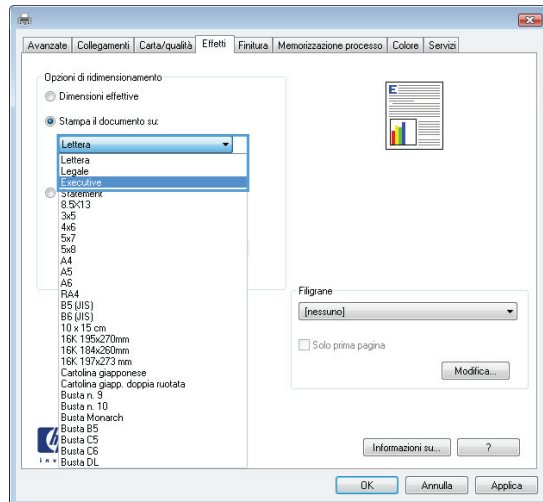 Avanzate Collegamenti Carta/qualità Effetti Finitura Memorizzazione processo Colore Servizi
Opzioni di ridimensionamento
Dimensioni effettive
Stampa il documento su:
Lettera
Lettera
Legale
Executive
Statement
8.5X13
3x5
4x6
5x7
5x8
A4
A5
A6
RA4
B5 (JIS)
B6 (JIS)
10 x 15 cm
16K 195x270mm
16K 184x260mm
16K 197x273 mm
Cartolina giapponese
Cartolina giapp. doppia ruotata
Busta n. 9
Busta n. 10
Busta Monarch
Busta B5
Busta C5
Busta C6
Busta DL
E
Filigrane
[nessuno]
Solo prima pagina
Modifica...
Informazioni su... ?
OK Annulla Applica